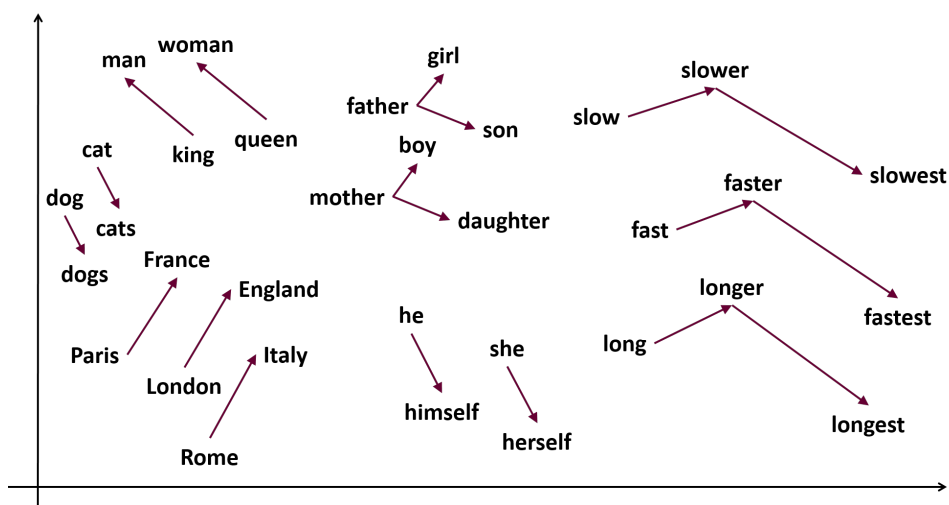 woman
man
king
queen
cat
dog
cats
dogs
France
England
Paris
London
Italy
Rome
girl
father
son
boy
mother
daughter
he
she
himself
herself
slower
slow
slowest
faster
fast
fastest
longer
long
longest